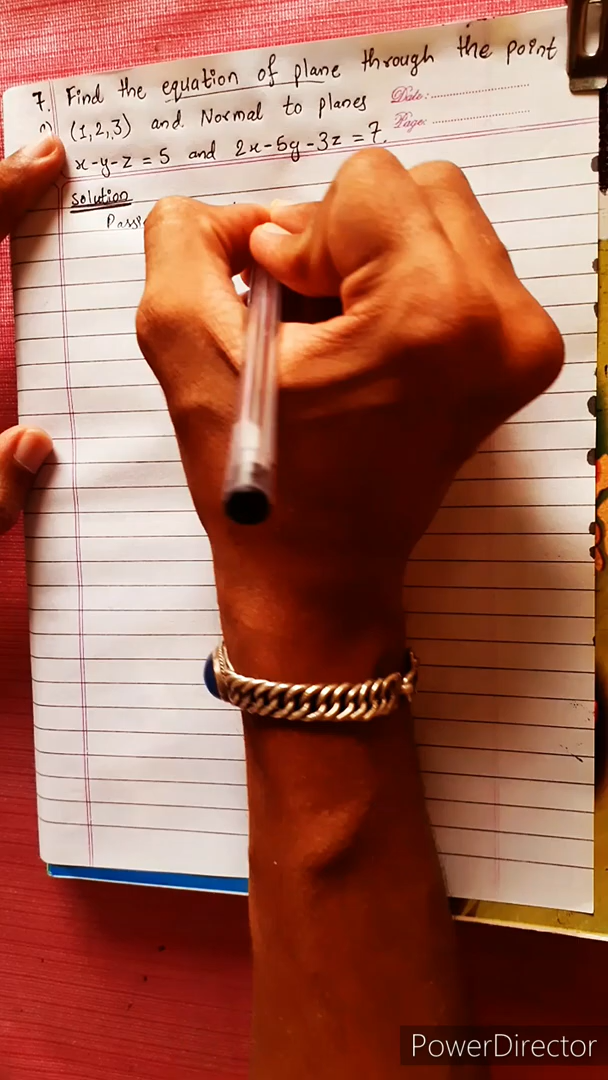 7. Find the equation of plane through the point
a) (1,2,3) and Normal to planes
Date:
Page:
x-y-z = 5 and 2x-5y-3z = 7.
Solution
PowerDirector